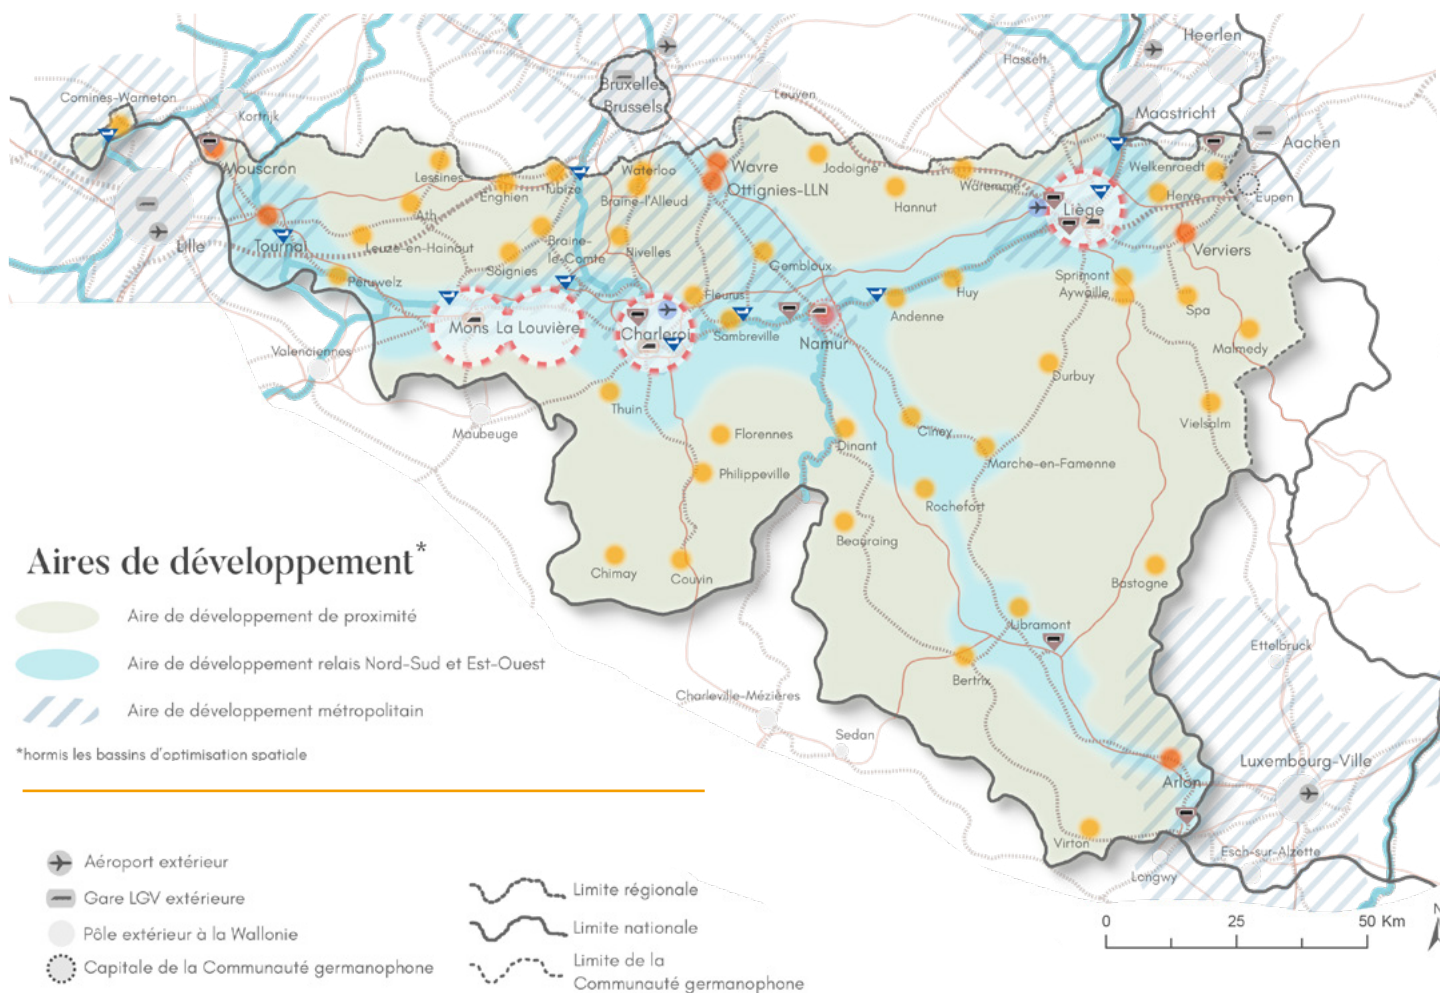 Heerlen
Hasselt
Bruxelles
Brussels
Leuven
Comines-Warneton
Kortrijk
Maastricht
Aachen
Mouscron
Lessines
Enghien
Tubize
Waterloo
Braine-l'Alleud
Wavre
Ottignies-LLN
Jodoigne
Hannut
Waremme
Welkenraedt
Herve
Eupen
Liège
Lille
Tournai
Ath
Leuze-en-Hainaut
Braine-
le-Comte
Soignies
Nivelles
Gembloux
Verviers
Péruwelz
Fleurus
Huy
Sprimont
Aywaille
Spa
Andenne
Mons
La Louvière
Charleroi
Sambreville
Namur
Malmedy
Valenciennes
Durbuy
Maubeuge
Thuin
Florennes
Dinant
Ciney
Vielsalm
Marche-en-Famenne
Philippeville
Rochefort
Beauraing
Chimay
Couvin
Bastogne
Libramont
Ettelbruck
Bertrix
Charleville-Mézières
Sedan
Arlon
Luxembourg-Ville
Virton
Esch-sur-Alzette
Longwy
Aires de développement*
Aire de développement de proximité
Aire de développement relais Nord-Sud et Est-Ouest
Aire de développement métropolitain
*hormis les bassins d'optimisation spatiale
Aéroport extérieur
Gare LGV extérieure
Pôle extérieur à la Wallonie
Capitale de la Communauté germanophone
Limite régionale
Limite nationale
Limite de la
Communauté germanophone
0 25 50 Km
N